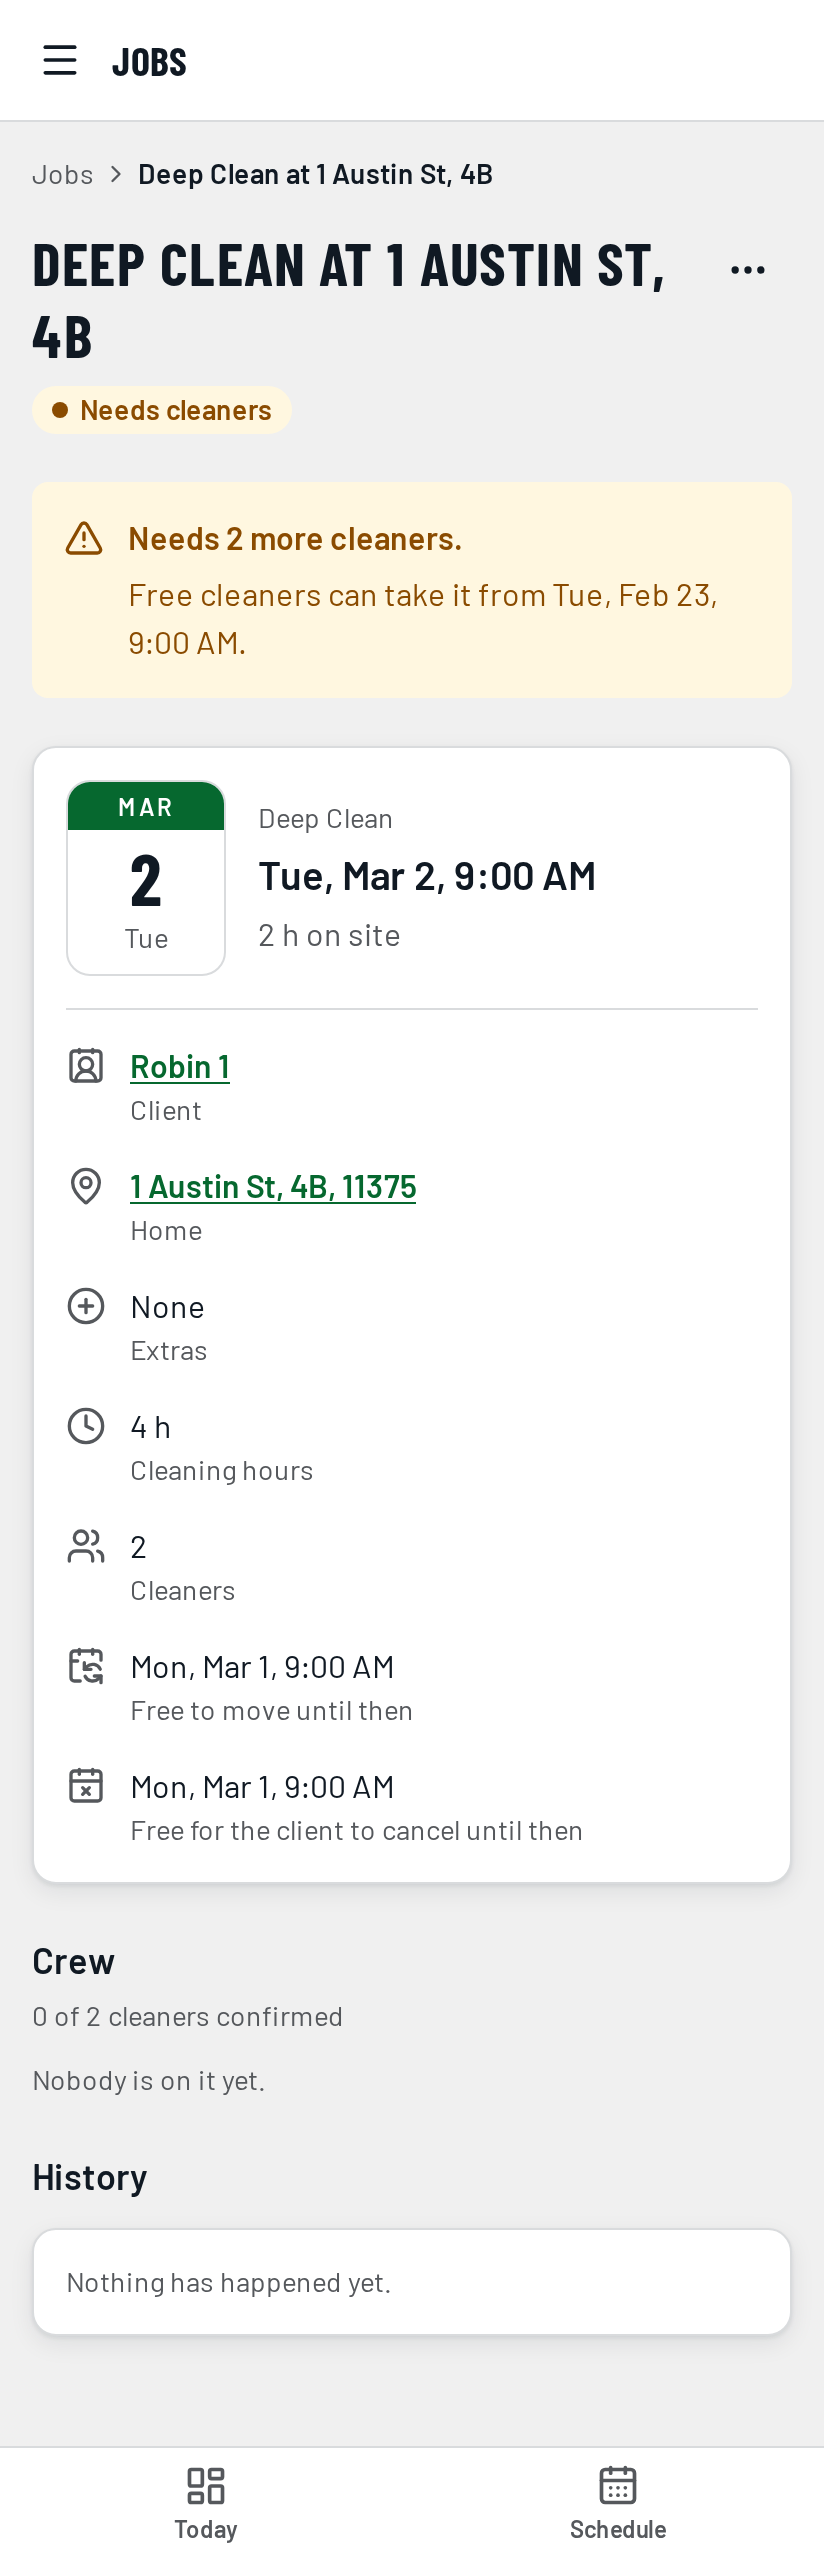 JOBS
Jobs > Deep Clean at 1 Austin St, 4B
DEEP CLEAN AT 1 AUSTIN ST,
4B
Needs cleaners
Needs 2 more cleaners.
Free cleaners can take it from Tue, Feb 23,
9:00 AM.
MAR
2
Tue
Deep Clean
Tue, Mar 2, 9:00 AM
2 h on site
Robin 1
Client
1 Austin St, 4B, 11375
Home
None
Extras
4 h
Cleaning hours
2
Cleaners
Mon, Mar 1, 9:00 AM
Free to move until then
Mon, Mar 1, 9:00 AM
Free for the client to cancel until then
Crew
0 of 2 cleaners confirmed
Nobody is on it yet.
History
Nothing has happened yet.
Today
Schedule